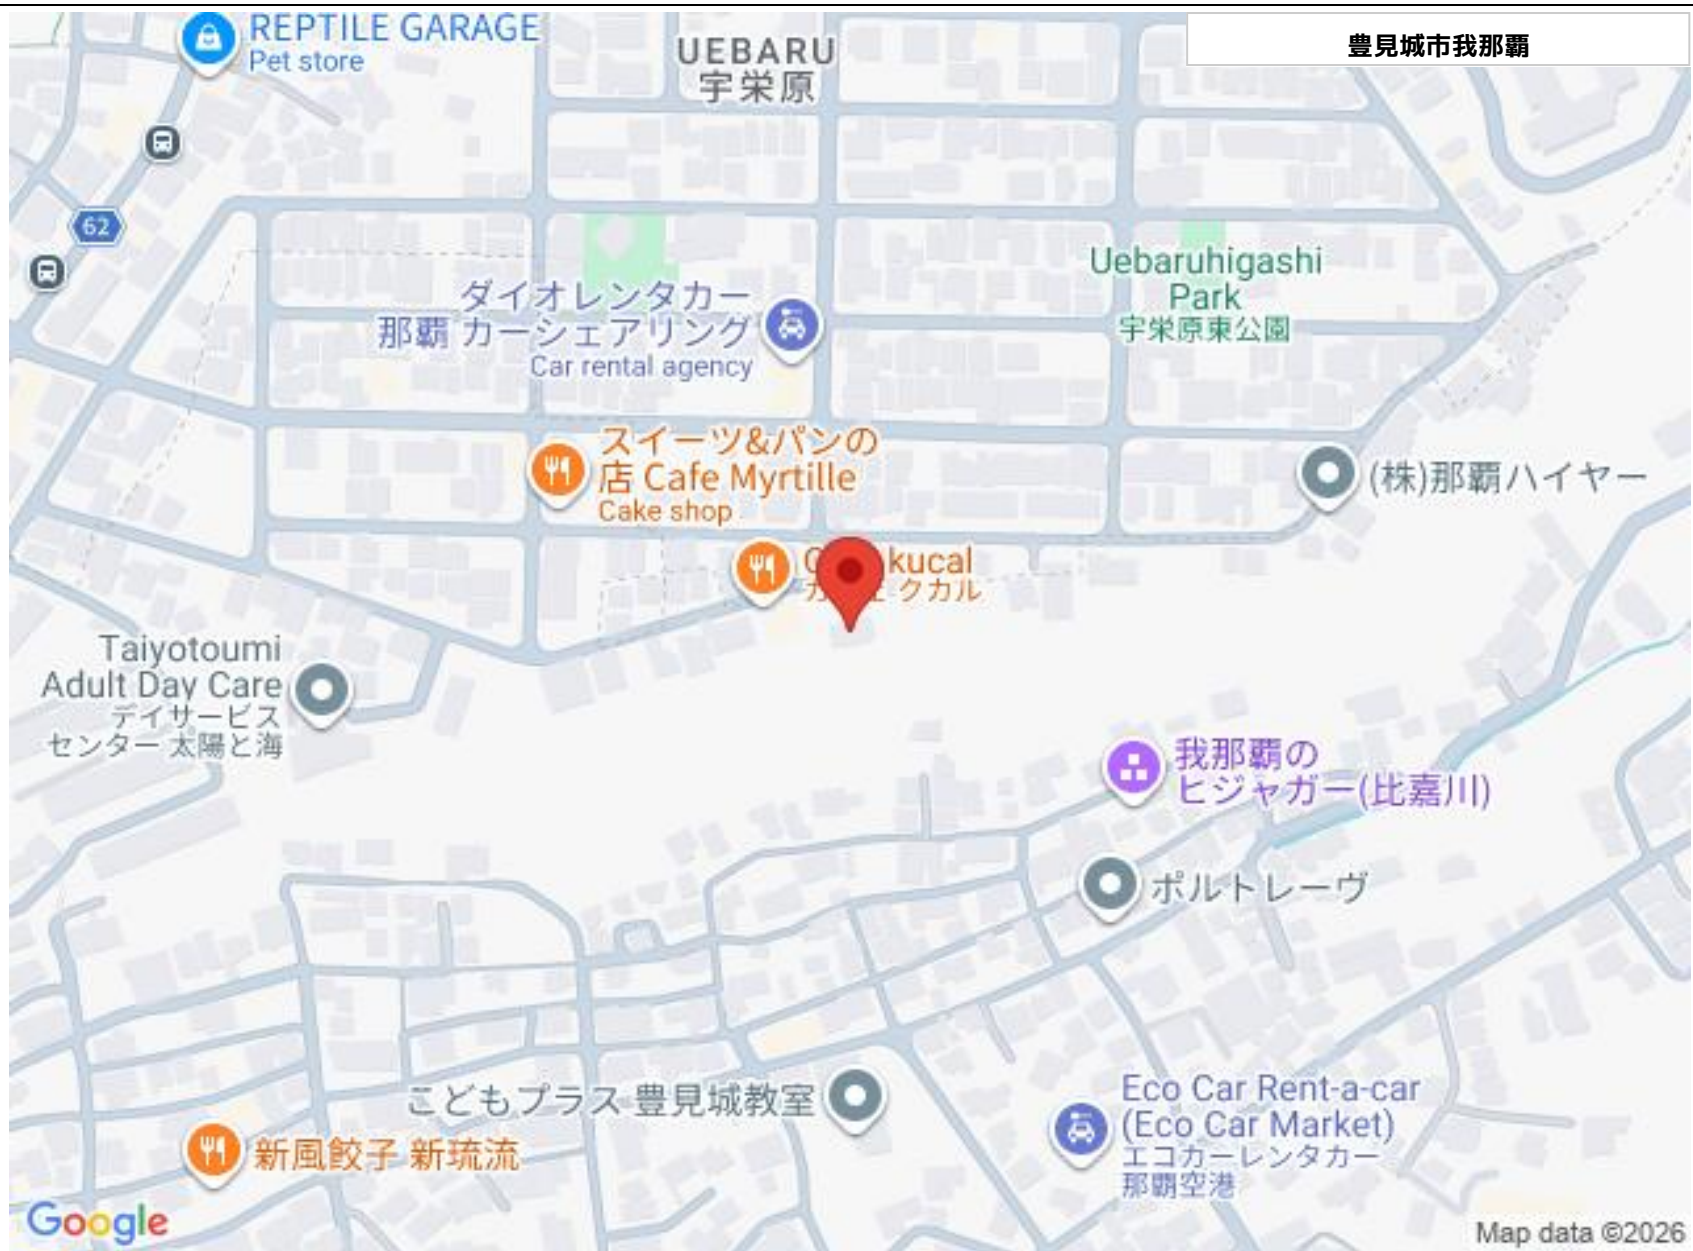 REPTILE GARAGE
Pet store
UEBARU
宇栄原
豊見城市我那覇
62
Uebaruhigashi
Park
宇栄原東公園
ダイオレンタカー
那覇 カーシェアリング
Car rental agency
スイーツ&パンの
店 Cafe Myrtille
Cake shop
(株)那覇ハイヤー
kucal
クカル
Taiyotoumi
Adult Day Care
デイサービス
センター 太陽と海
我那覇の
ヒジャガー(比嘉川)
ポルトレーヴ
こどもプラス 豊見城教室
Eco Car Rent-a-car
(Eco Car Market)
エコカーレンタカー
那覇空港
新風餃子 新琉流
Google
Map data ©2026